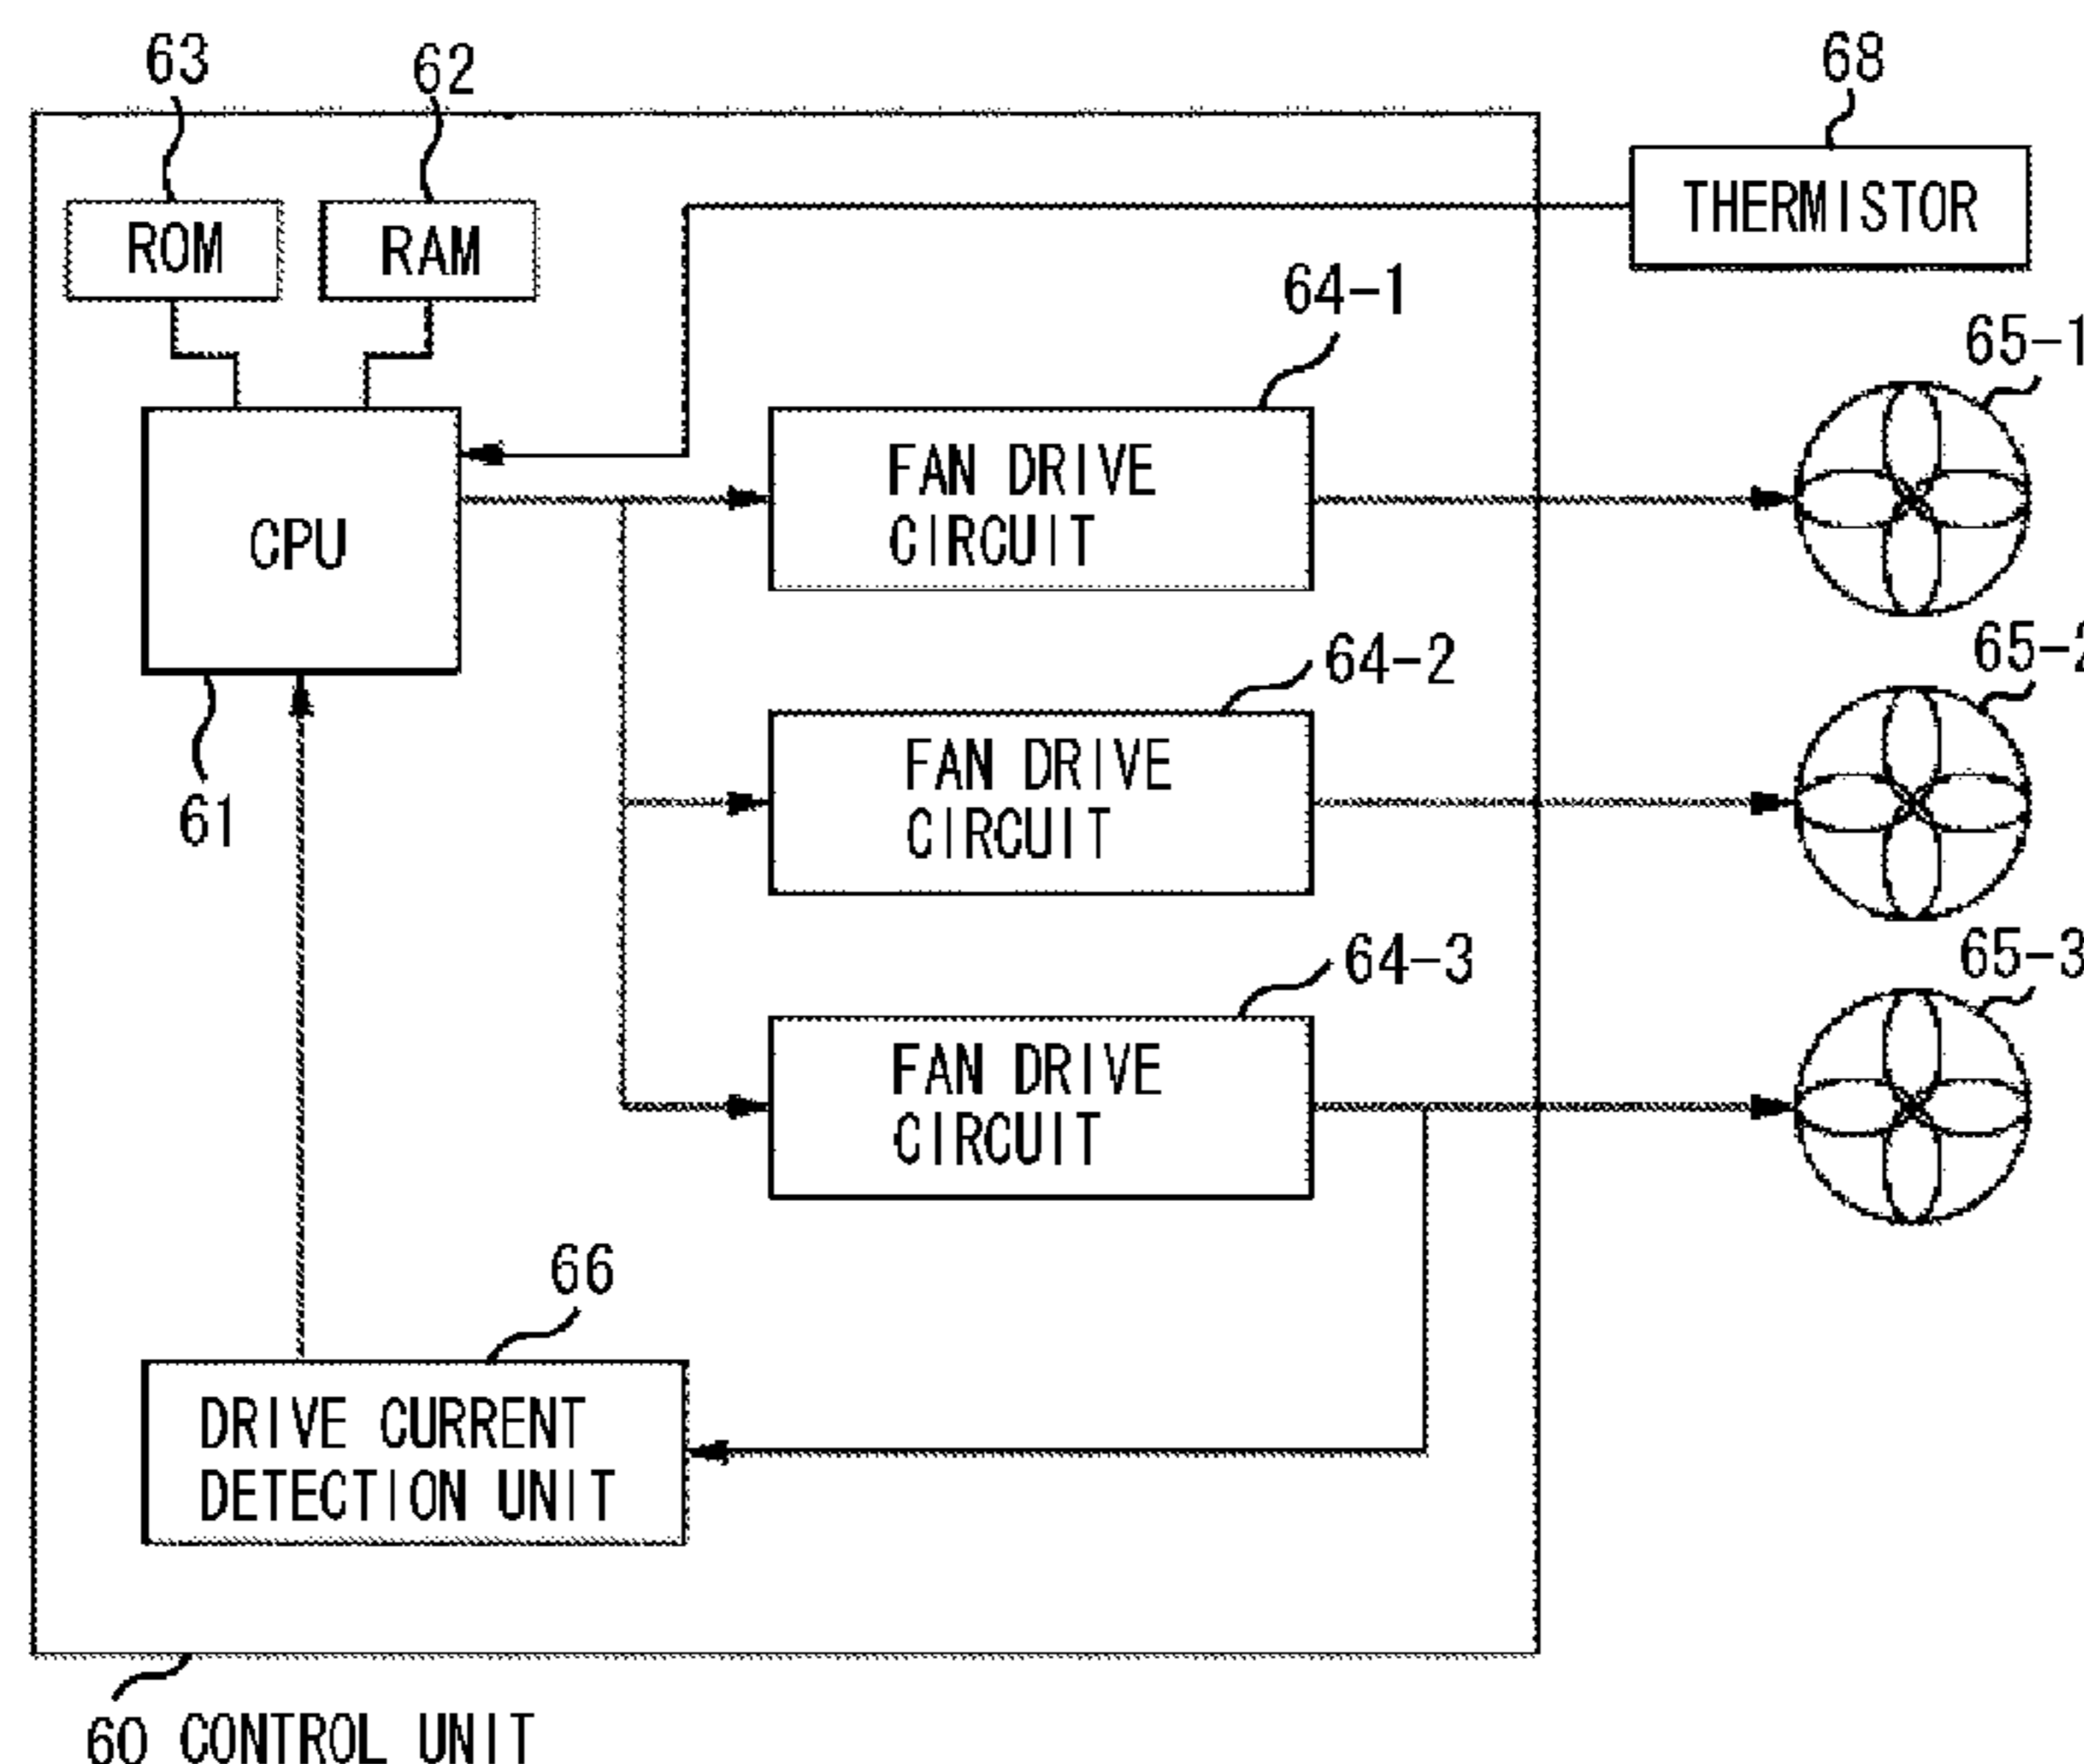 63
62
68
ROM
RAM
THERMISTOR
64-1
65-1
FAN DRIVE
CIRCUIT
CPU
64-2
65-2
FAN DRIVE
CIRCUIT
61
64-3
65-3
FAN DRIVE
CIRCUIT
66
DRIVE CURRENT
DETECTION UNIT
60 CONTROL UNIT